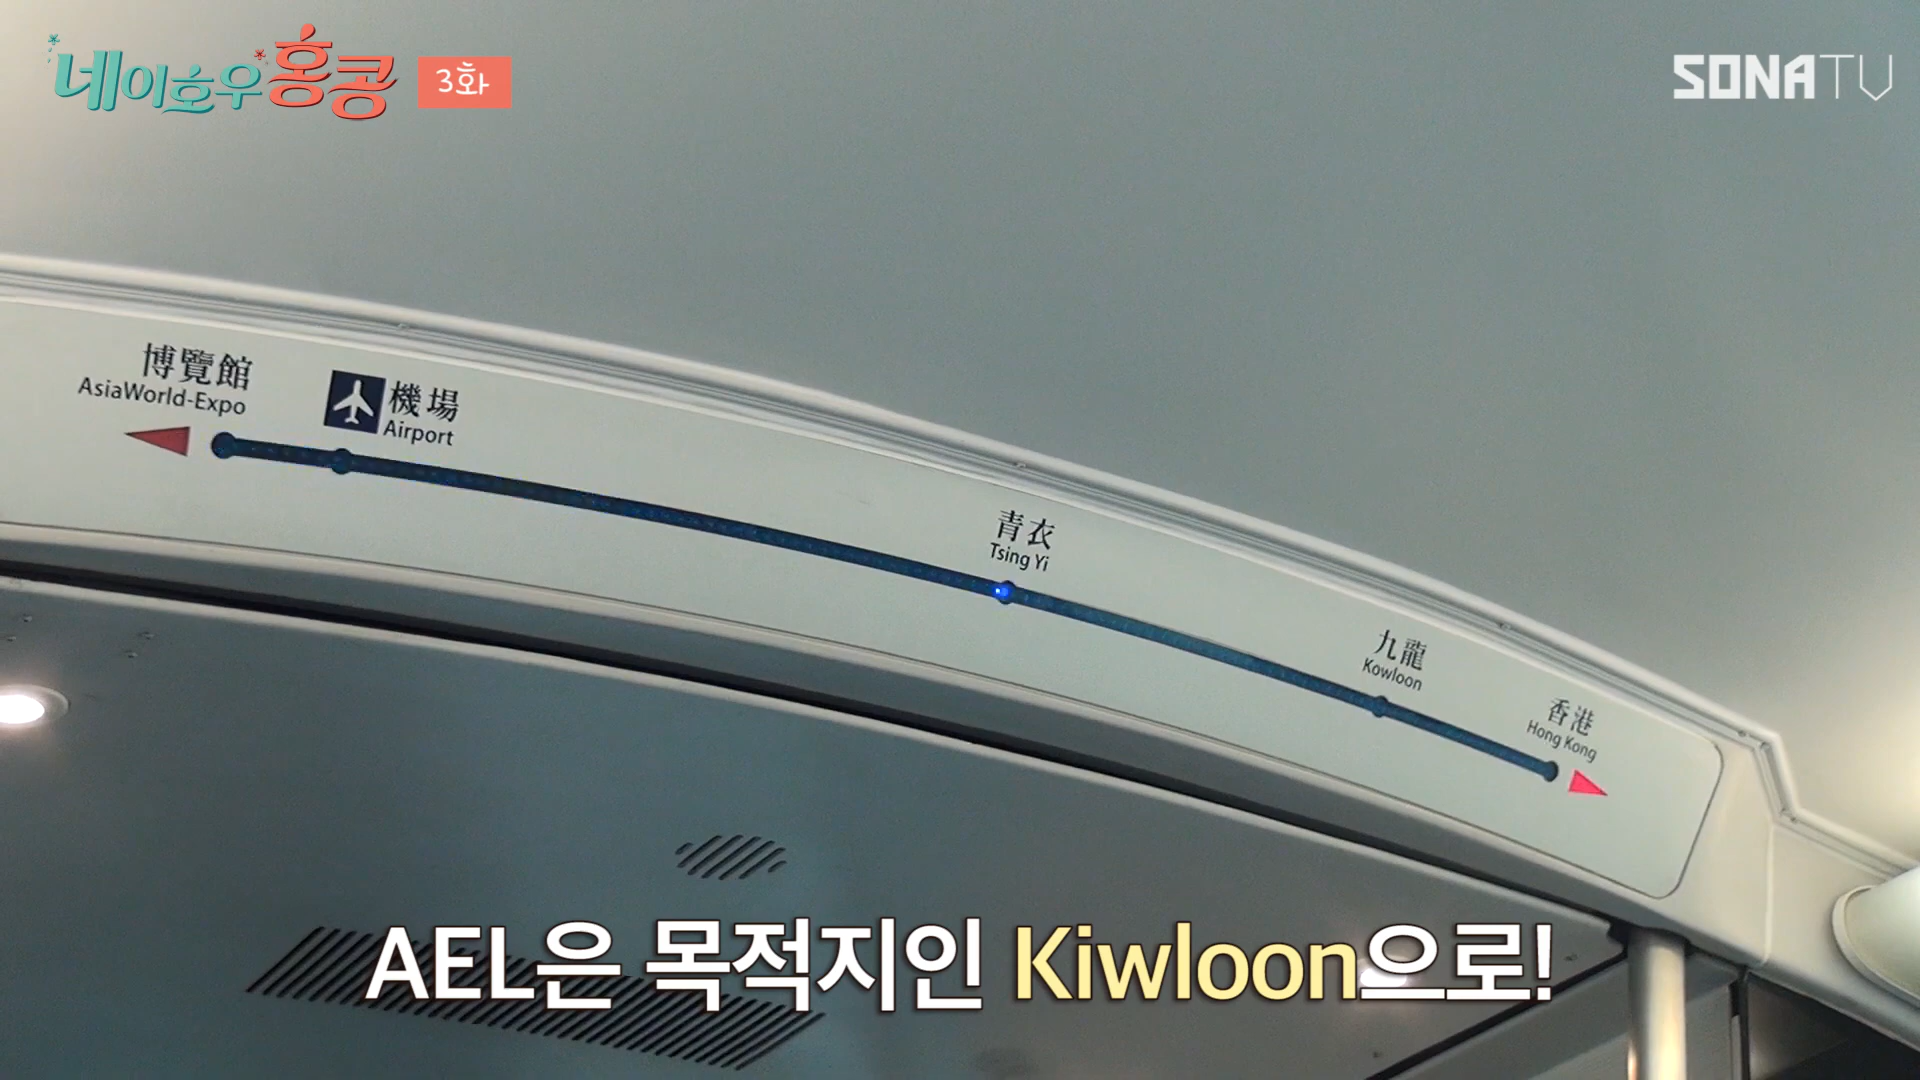 네이호우 홍콩 3화
SONATV
博覽館
AsiaWorld-Expo
機場
Airport
青衣
Tsing Yi
九龍
Kowloon
香港
Hong Kong
AEL은 목적지인 Kiwloon으로!